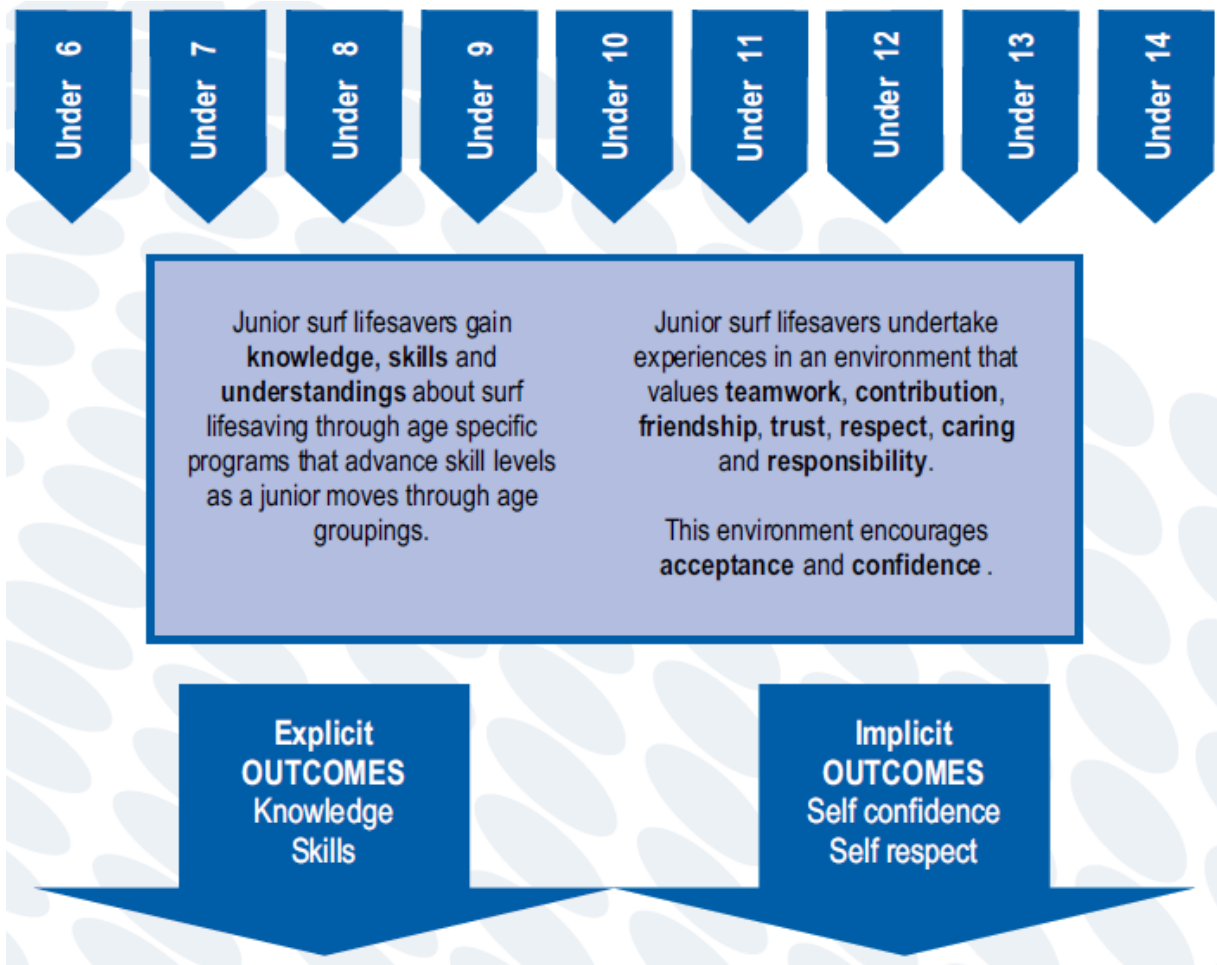 Under 6
Under 7
Under 8
Under 9
Under 10
Under 11
Under 12
Under 13
Under 14
Junior surf lifesavers gain
knowledge, skills and
understandings about surf
lifesaving through age specific
programs that advance skill levels
as a junior moves through age
groupings.
Junior surf lifesavers undertake
experiences in an environment that
values teamwork, contribution,
friendship, trust, respect, caring
and responsibility.
This environment encourages
acceptance and confidence .
Explicit
OUTCOMES
Knowledge
Skills
Implicit
OUTCOMES
Self confidence
Self respect